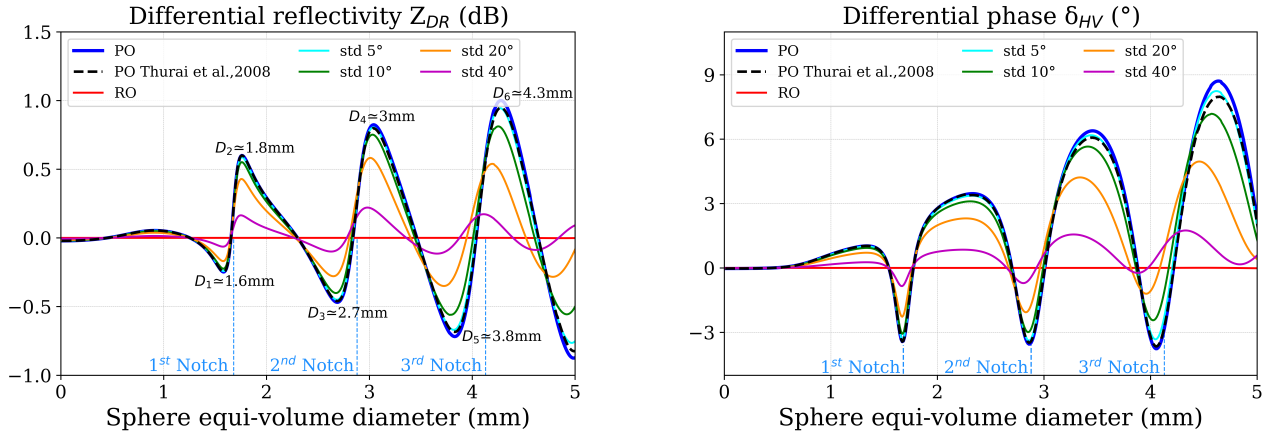 Differential reflectivity Z_DR (dB)
1.5
1.0
0.5
0.0
−0.5
−1.0
PO
PO Thurai et al.,2008
RO
std 5°
std 10°
std 20°
std 40°
D₁≃1.6mm
D₂≃1.8mm
D₃≃2.7mm
D₄≃3mm
D₅≃3.8mm
D₆≃4.3mm
1ˢᵗ Notch
2ⁿᵈ Notch
3ʳᵈ Notch
0 1 2 3 4 5
Sphere equi-volume diameter (mm)
Differential phase δ_HV (°)
9
6
3
0
−3
PO
PO Thurai et al.,2008
RO
std 5°
std 10°
std 20°
std 40°
1ˢᵗ Notch
2ⁿᵈ Notch
3ʳᵈ Notch
0 1 2 3 4 5
Sphere equi-volume diameter (mm)